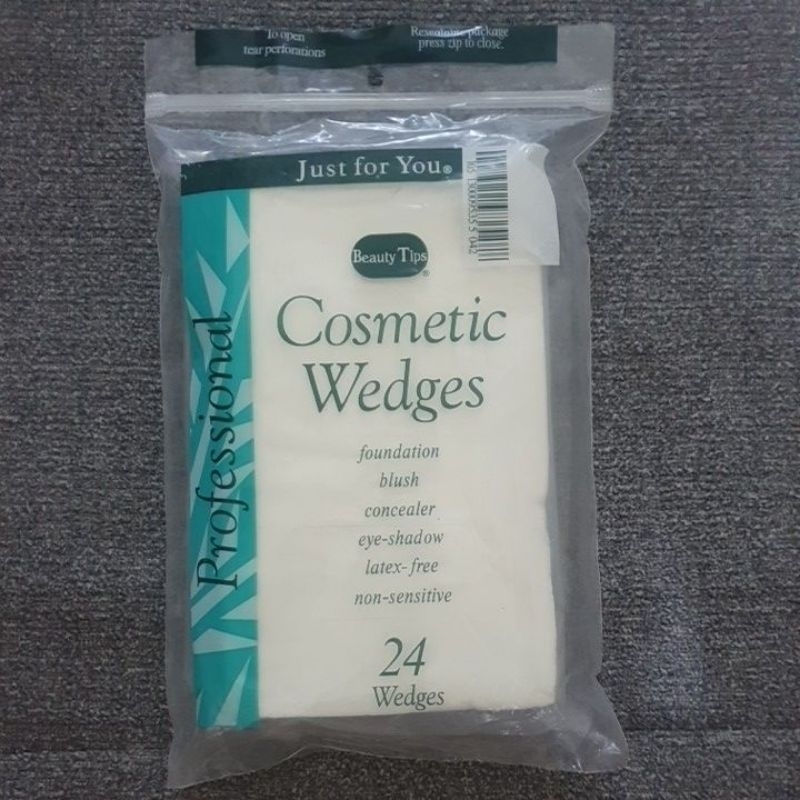 To open
tear perforations
Resealable package
press zip to close.
Just for You®
Beauty Tips®
Cosmetic
Wedges
foundation
blush
concealer
eye-shadow
latex-free
non-sensitive
24
Wedges
Professional